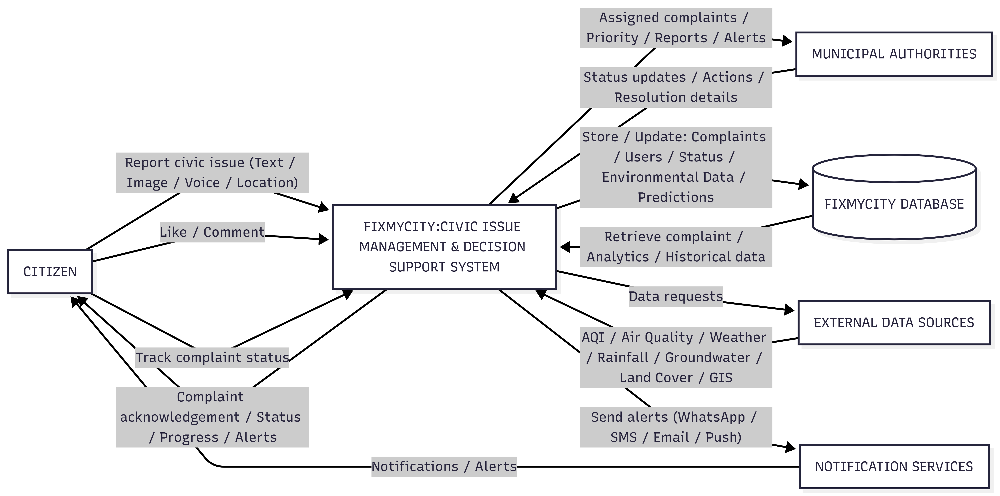 Assigned complaints /
Priority / Reports / Alerts
MUNICIPAL AUTHORITIES
Status updates / Actions /
Resolution details
Store / Update: Complaints
/ Users / Status /
Environmental Data /
Predictions
FIXMYCITY DATABASE
Report civic issue (Text /
Image / Voice / Location)
Like / Comment
FIXMYCITY:CIVIC ISSUE
MANAGEMENT & DECISION
SUPPORT SYSTEM
Retrieve complaint /
Analytics / Historical data
CITIZEN
Data requests
EXTERNAL DATA SOURCES
AQI / Air Quality / Weather
/ Rainfall / Groundwater /
Land Cover / GIS
Track complaint status
Complaint
acknowledgement / Status
/ Progress / Alerts
Send alerts (WhatsApp /
SMS / Email / Push)
Notifications / Alerts
NOTIFICATION SERVICES